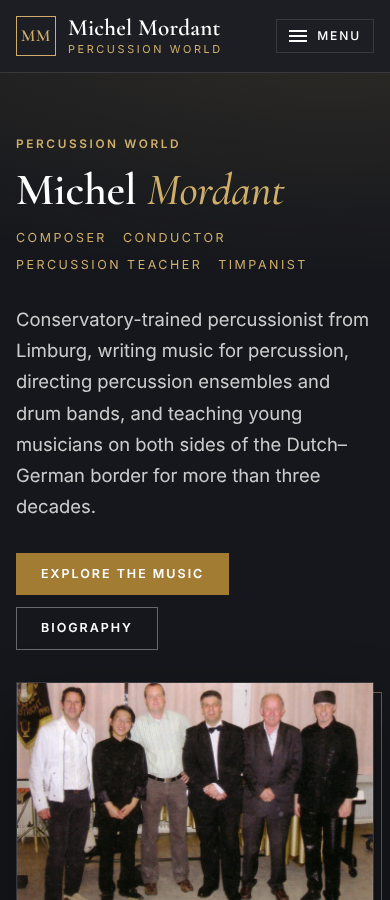 MM
Michel Mordant
PERCUSSION WORLD
MENU
PERCUSSION WORLD
Michel Mordant
COMPOSER CONDUCTOR
PERCUSSION TEACHER TIMPANIST
Conservatory-trained percussionist from
Limburg, writing music for percussion,
directing percussion ensembles and
drum bands, and teaching young
musicians on both sides of the Dutch–
German border for more than three
decades.
EXPLORE THE MUSIC
BIOGRAPHY